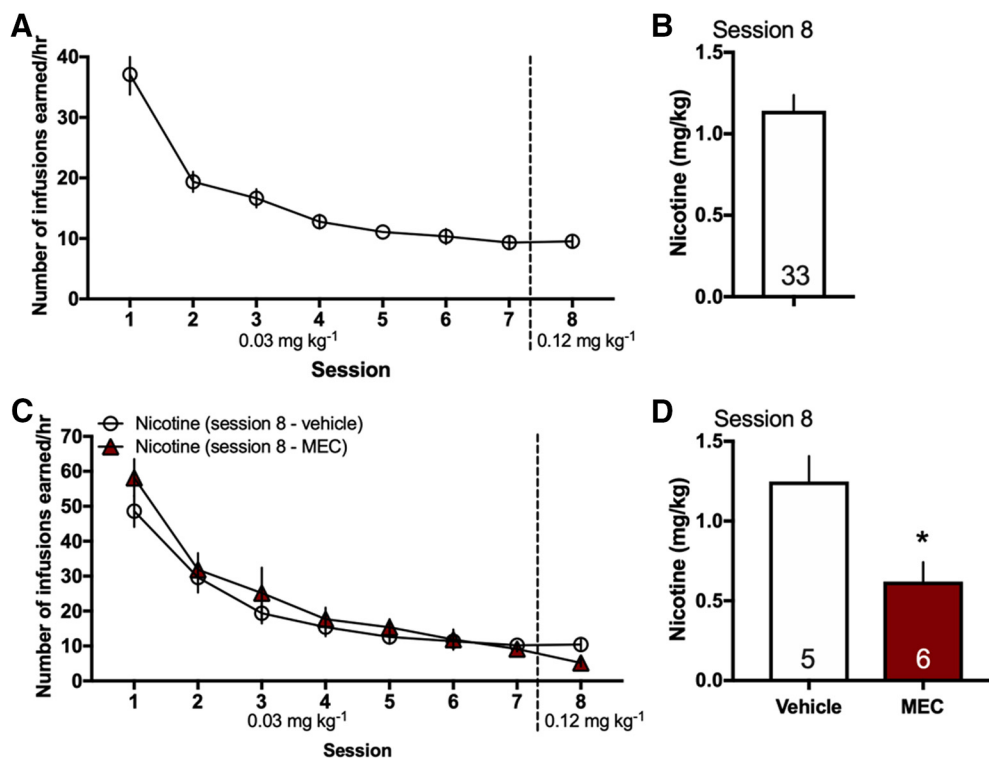 A
Number of infusions earned/hr
40
30
20
10
0
1 2 3 4 5 6 7 8
0.03 mg kg⁻¹ 0.12 mg kg⁻¹
Session
B
Session 8
Nicotine (mg/kg)
1.5
1.0
0.5
0.0
33
C
Nicotine (session 8 - vehicle)
Nicotine (session 8 - MEC)
Number of infusions earned/hr
70
60
50
40
30
20
10
0
1 2 3 4 5 6 7 8
0.03 mg kg⁻¹ 0.12 mg kg⁻¹
Session
D
Session 8
Nicotine (mg/kg)
1.5
1.0
0.5
0.0
*
5 6
Vehicle MEC